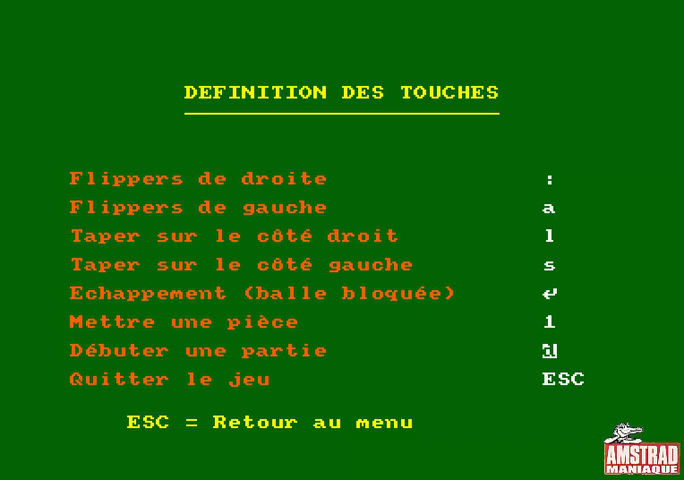 DEFINITION DES TOUCHES
Flippers de droite :
Flippers de gauche a
Taper sur le côté droit l
Taper sur le côté gauche s
Echappement (balle bloquée) ↵
Mettre une pièce 1
Débuter une partie
Quitter le jeu ESC
ESC = Retour au menu
AMSTRAD
MANIAQUE